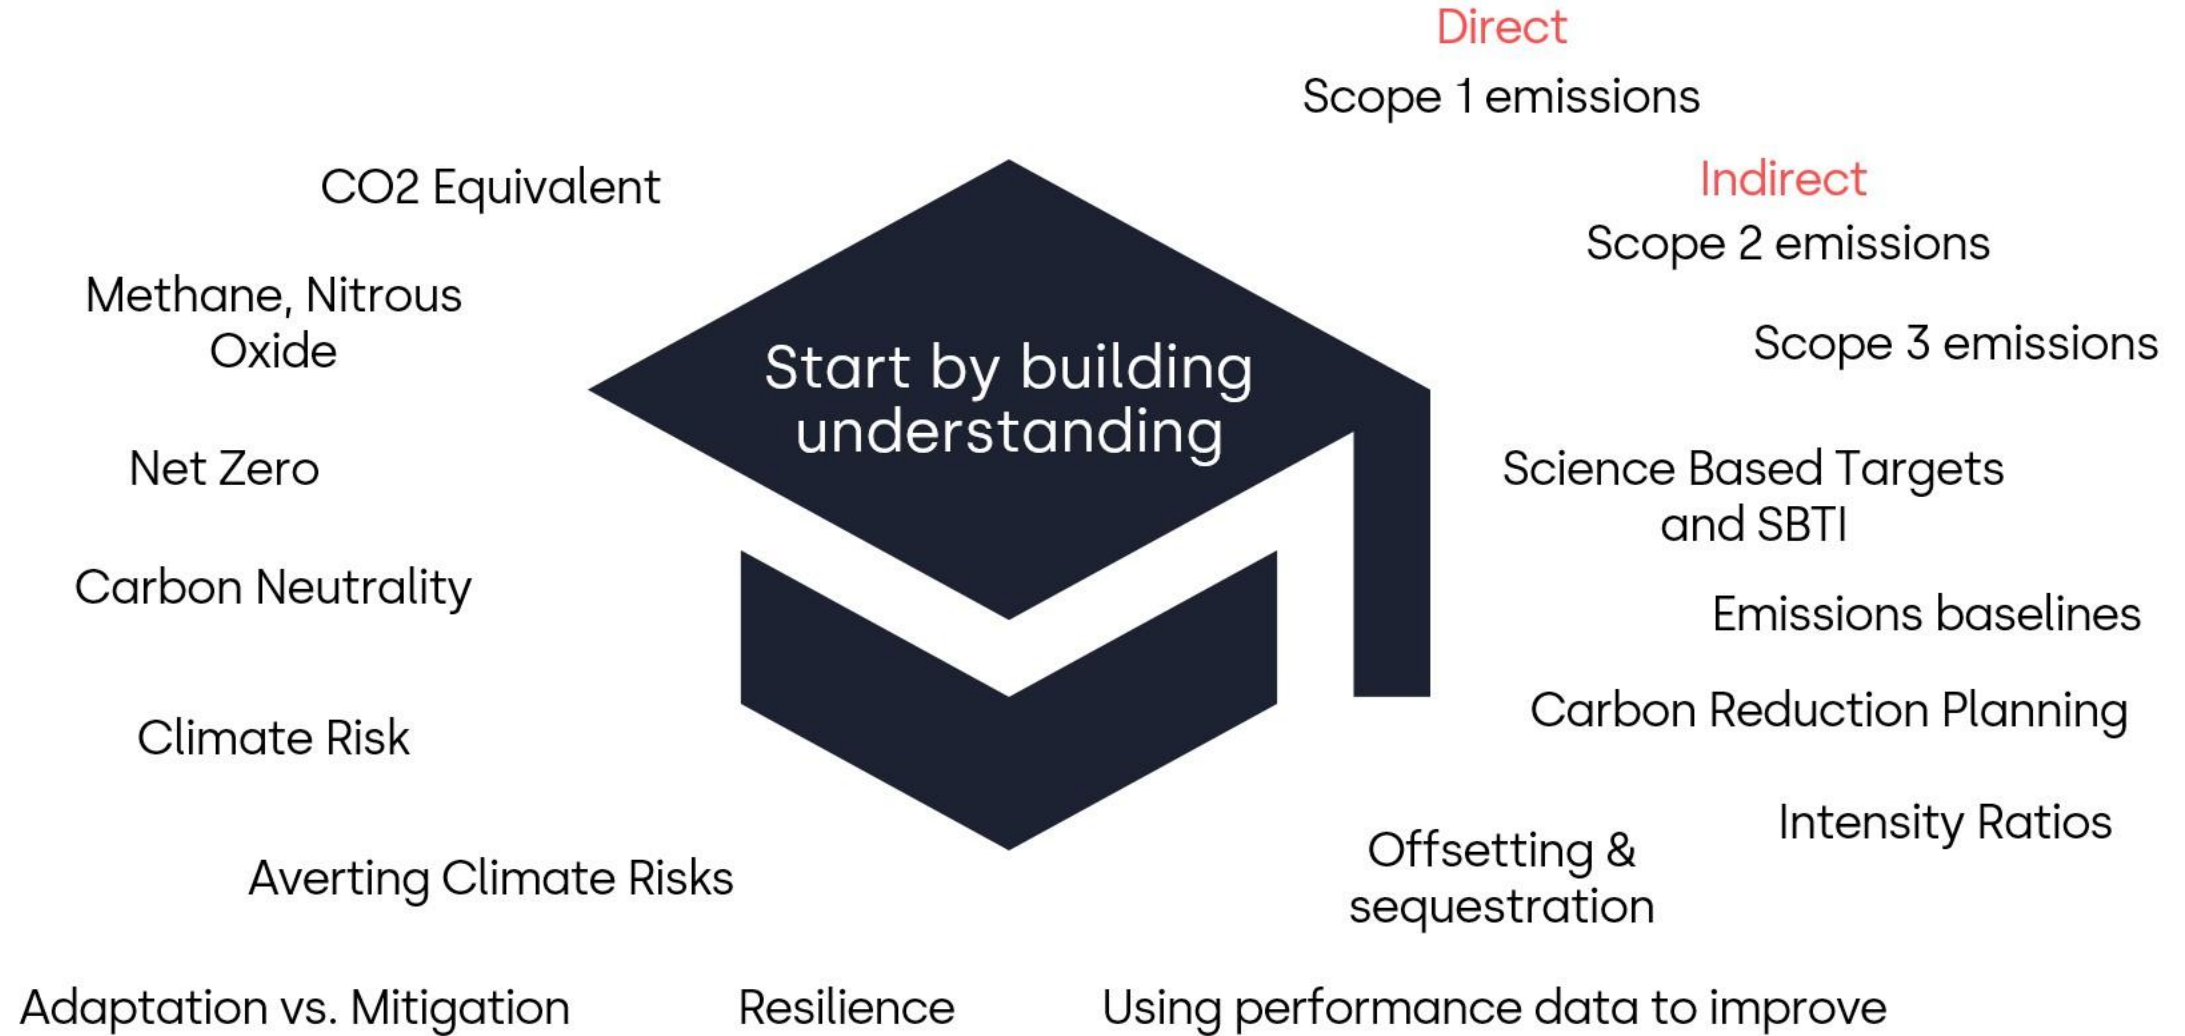 Direct
Scope 1 emissions
CO2 Equivalent
Indirect
Scope 2 emissions
Methane, Nitrous
Oxide
Scope 3 emissions
Start by building
understanding
Net Zero
Science Based Targets
and SBTI
Carbon Neutrality
Emissions baselines
Climate Risk
Carbon Reduction Planning
Intensity Ratios
Offsetting &
sequestration
Averting Climate Risks
Adaptation vs. Mitigation
Resilience
Using performance data to improve